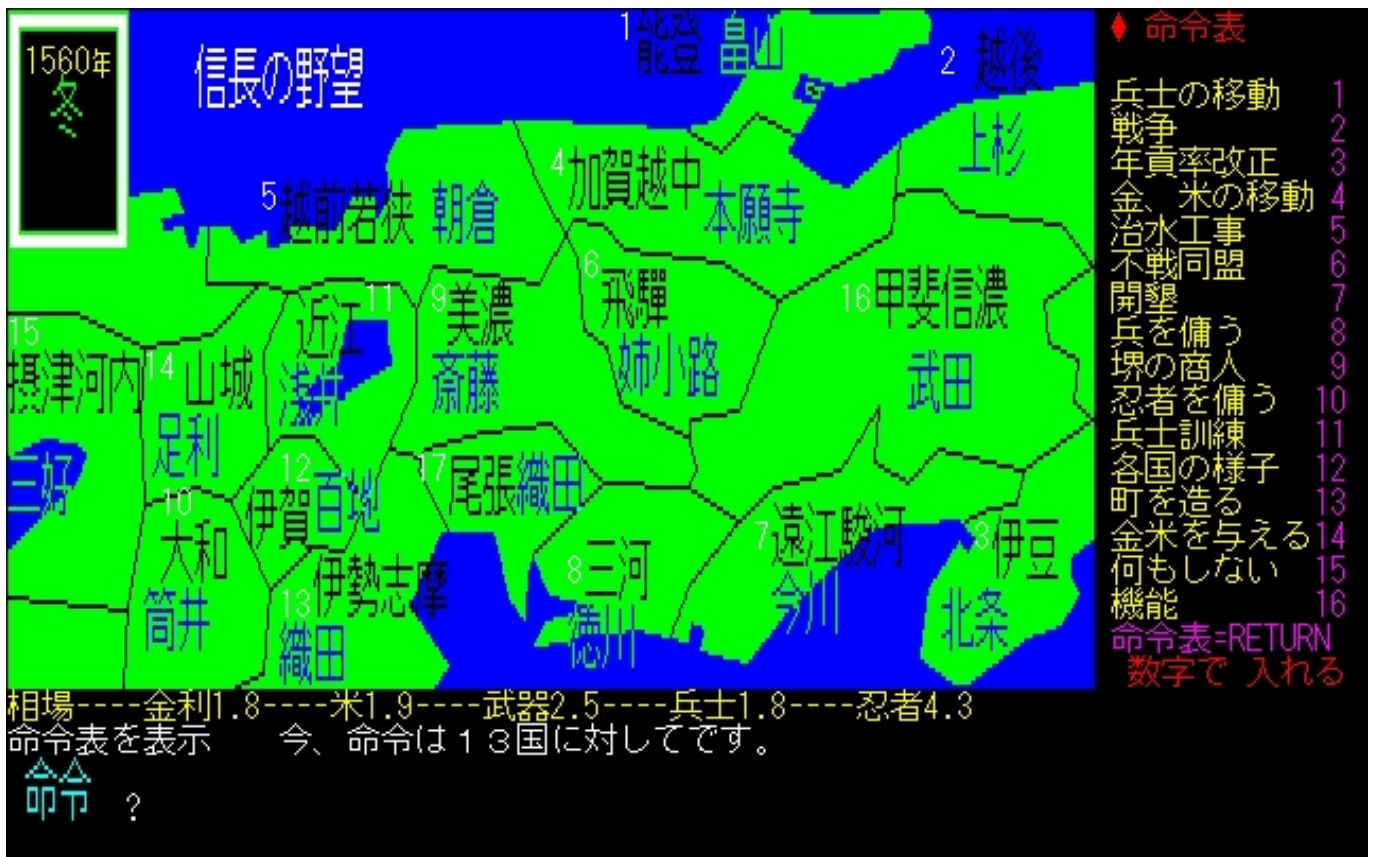 1560年
冬
信長の野望
1 能登 畠山
2 越後
上杉
4 加賀越中
本願寺
5 越前若狭 朝倉
6 飛騨
姉小路
16 甲斐信濃
武田
11 近江
浅井
9 美濃
斎藤
15
摂津河内
三好
14 山城
足利
12 伊賀 百地
17 尾張 織田
10
大和
筒井
13 伊勢志摩
織田
8 三河
徳川
7 遠江駿河
今川
3 伊豆
北条
♦ 命令表
兵士の移動 1
戦争 2
年貢率改正 3
金、米の移動 4
治水工事 5
不戦同盟 6
開墾 7
兵を傭う 8
堺の商人 9
忍者を傭う 10
兵士訓練 11
各国の様子 12
町を造る 13
金米を与える 14
何もしない 15
機能 16
命令表=RETURN
数字で 入れる
相場----金利1.8----米1.9----武器2.5----兵士1.8----忍者4.3
命令表を表示 今、命令は13国に対してです。
命令 ?